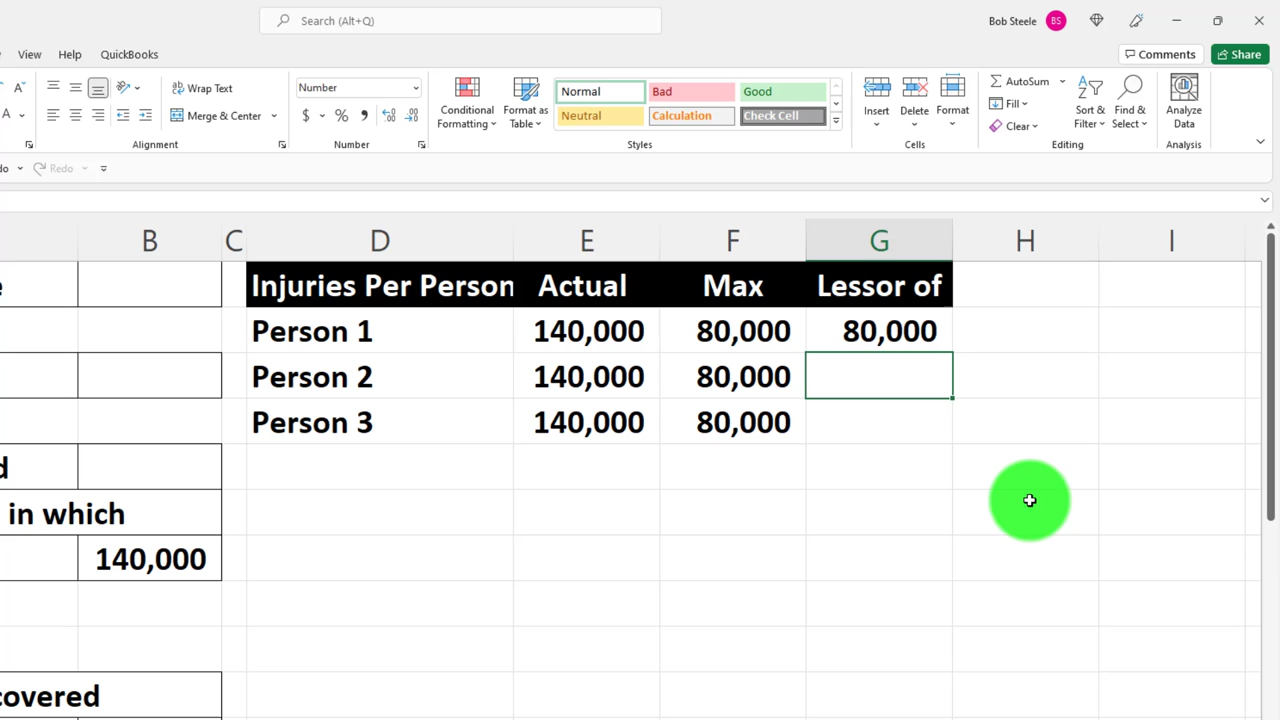 Search (Alt+Q)
Bob Steele
BS
View Help QuickBooks
Comments
Share
A
A
Wrap Text
Merge & Center
Alignment
Number
$ % ,
Number
Conditional
Formatting
Format as
Table
Normal Bad Good
Neutral Calculation Check Cell
Styles
Insert
Delete
Format
Cells
AutoSum
Fill
Clear
Sort &
Filter
Find &
Select
Editing
Analyze
Data
Analysis
do
Redo
B C D E F G H I
e
Injuries Per Person Actual Max Lessor of
Person 1 140,000 80,000 80,000
Person 2 140,000 80,000
Person 3 140,000 80,000
d
in which
140,000
covered